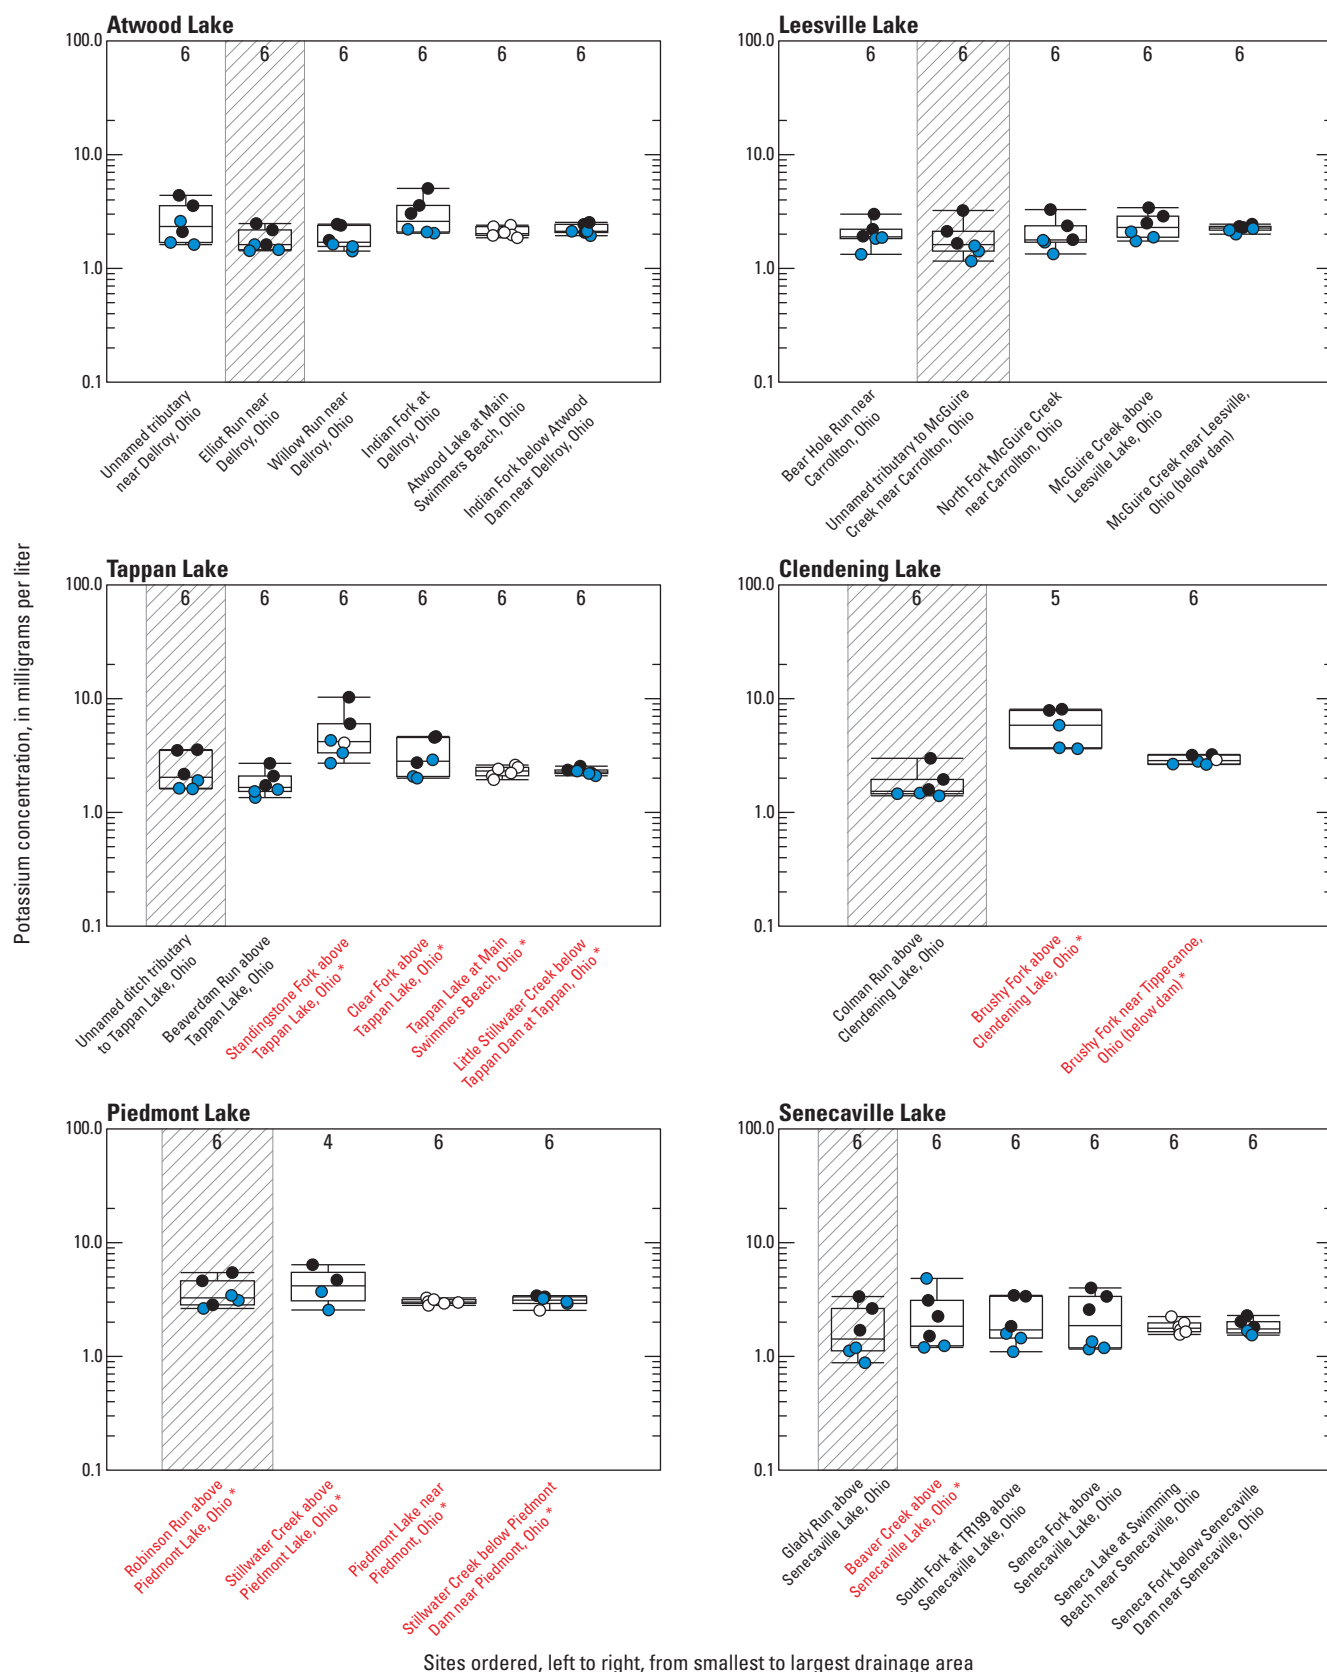 Atwood Lake
100.0
10.0
1.0
0.1
6 6 6 6 6 6
Unnamed tributary
near Dellroy, Ohio
Elliot Run near
Dellroy, Ohio
Willow Run near
Dellroy, Ohio
Indian Fork at
Dellroy, Ohio
Atwood Lake at Main
Swimmers Beach, Ohio
Indian Fork below Atwood
Dam near Dellroy, Ohio
Leesville Lake
100.0
10.0
1.0
0.1
6 6 6 6 6
Bear Hole Run near
Carrollton, Ohio
Unnamed tributary to McGuire
Creek near Carrollton, Ohio
North Fork McGuire Creek
near Carrollton, Ohio
McGuire Creek above
Leesville Lake, Ohio
McGuire Creek near Leesville,
Ohio (below dam)
Potassium concentration, in milligrams per liter
Tappan Lake
100.0
10.0
1.0
0.1
6 6 6 6 6 6
Unnamed ditch tributary
to Tappan Lake, Ohio
Beaverdam Run above
Tappan Lake, Ohio
Standingstone Fork above
Tappan Lake, Ohio *
Clear Fork above
Tappan Lake, Ohio*
Tappan Lake at Main
Swimmers Beach, Ohio *
Little Stillwater Creek below
Tappan Dam at Tappan, Ohio *
Clendening Lake
100.0
10.0
1.0
0.1
6 5 6
Colman Run above
Clendening Lake, Ohio
Brushy Fork above
Clendening Lake, Ohio *
Brushy Fork near Tippecanoe,
Ohio (below dam)*
Piedmont Lake
100.0
10.0
1.0
0.1
6 4 6 6
Robinson Run above
Piedmont Lake, Ohio *
Stillwater Creek above
Piedmont Lake, Ohio *
Piedmont Lake near
Piedmont, Ohio *
Stillwater Creek below Piedmont
Dam near Piedmont, Ohio *
Senecaville Lake
100.0
10.0
1.0
0.1
6 6 6 6 6 6
Glady Run above
Senecaville Lake, Ohio
Beaver Creek above
Senecaville Lake, Ohio *
South Fork at TR199 above
Senecaville Lake, Ohio
Seneca Fork above
Senecaville Lake, Ohio
Seneca Lake at Swimming
Beach near Senecaville, Ohio
Seneca Fork below Senecaville
Dam near Senecaville, Ohio
Sites ordered, left to right, from smallest to largest drainage area